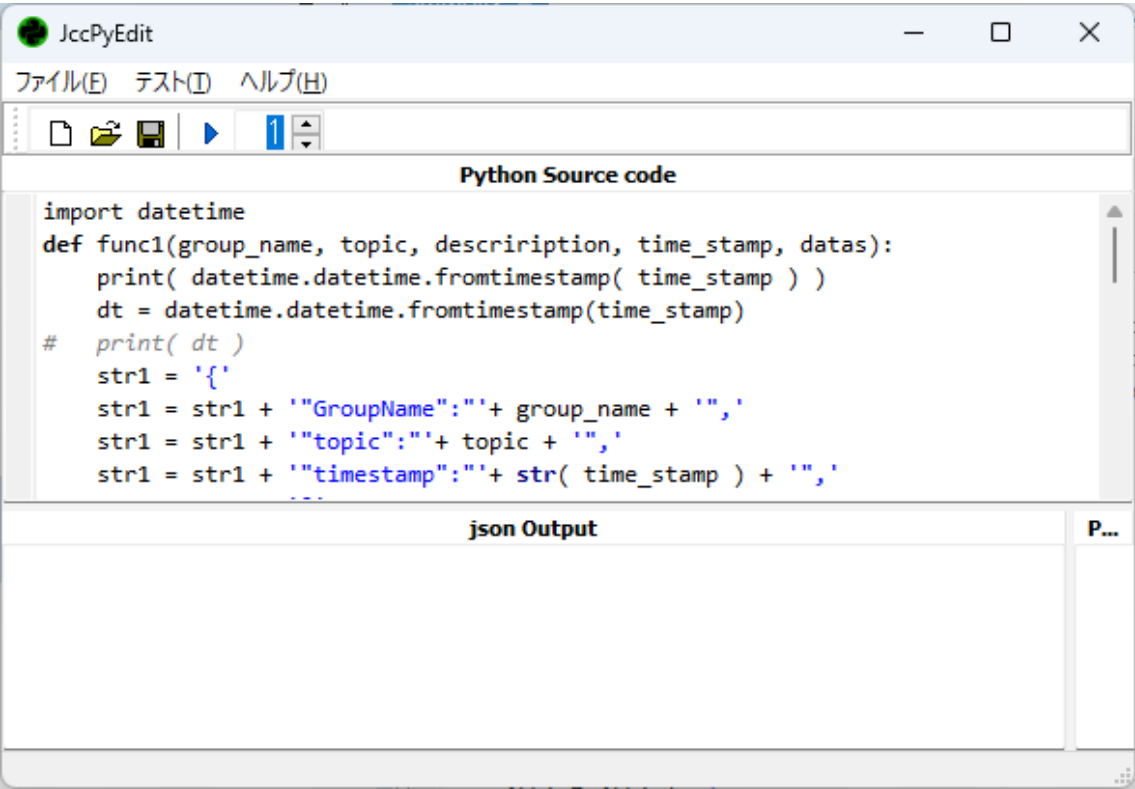 JccPyEdit
ファイル(F) テスト(T) ヘルプ(H)
1
Python Source code
import datetime
def func1(group_name, topic, descriription, time_stamp, datas):
    print( datetime.datetime.fromtimestamp( time_stamp ) )
    dt = datetime.datetime.fromtimestamp(time_stamp)
#   print( dt )
    str1 = '{'
    str1 = str1 + '"GroupName":"'+ group_name + '",'
    str1 = str1 + '"topic":"'+ topic + '",'
    str1 = str1 + '"timestamp":"'+ str( time_stamp ) + '",'
json Output
P...